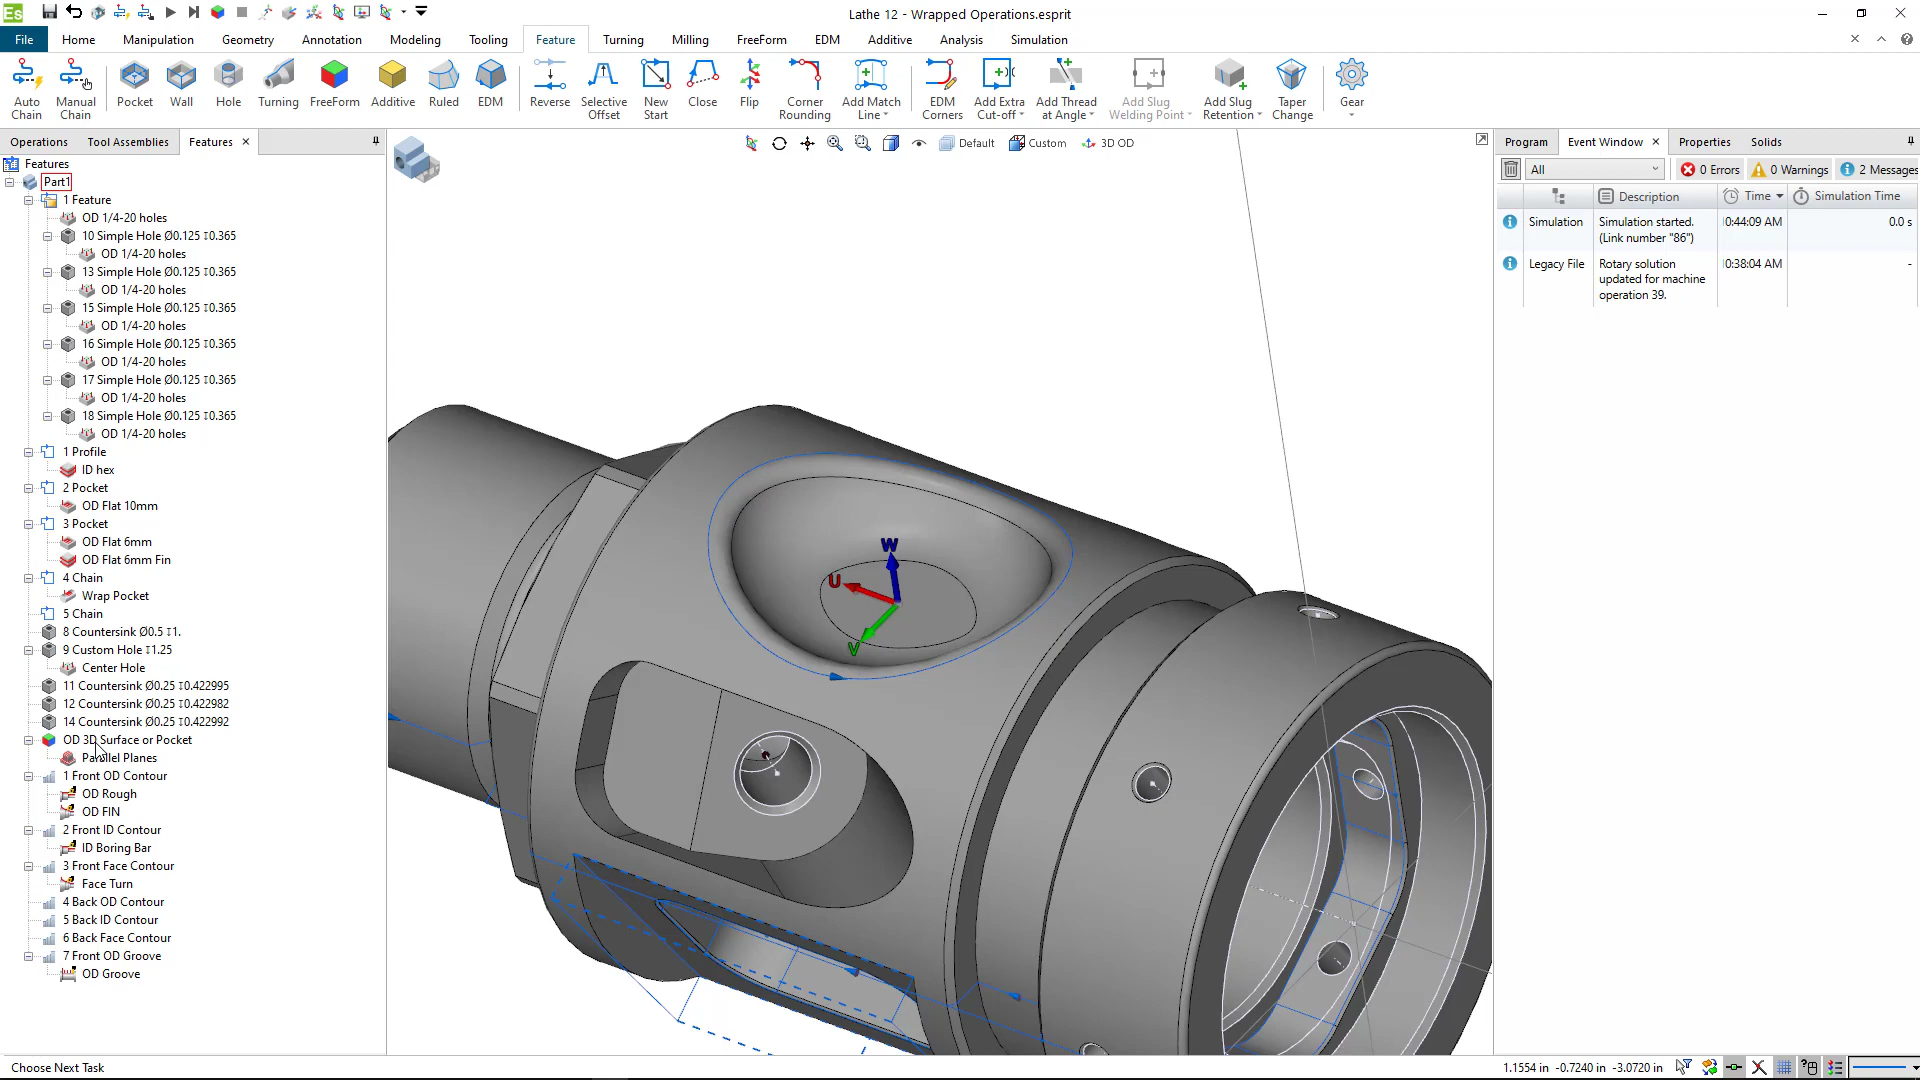 Es
Lathe 12 - Wrapped Operations.esprit
File Home Manipulation Geometry Annotation Modeling Tooling Feature Turning Milling FreeForm EDM Additive Analysis Simulation
Auto Chain
Manual Chain
Pocket
Wall
Hole
Turning
FreeForm
Additive
Ruled
EDM
Reverse
Selective Offset
New Start
Close
Flip
Corner Rounding
Add Match Line
EDM Corners
Add Extra Cut-off
Add Thread at Angle
Add Slug Welding Point
Add Slug Retention
Taper Change
Gear
Operations Tool Assemblies Features
Default Custom 3D OD
Program Event Window Properties Solids
All 0 Errors 0 Warnings 2 Messages
Description Time Simulation Time
Simulation Simulation started. (Link number "86") 0:44:09 AM 0.0 s
Legacy File Rotary solution updated for machine operation 39. 0:38:04 AM -
Features
Part1
1 Feature
OD 1/4-20 holes
10 Simple Hole Ø0.125 ↧0.365
OD 1/4-20 holes
13 Simple Hole Ø0.125 ↧0.365
OD 1/4-20 holes
15 Simple Hole Ø0.125 ↧0.365
OD 1/4-20 holes
16 Simple Hole Ø0.125 ↧0.365
OD 1/4-20 holes
17 Simple Hole Ø0.125 ↧0.365
OD 1/4-20 holes
18 Simple Hole Ø0.125 ↧0.365
OD 1/4-20 holes
1 Profile
ID hex
2 Pocket
OD Flat 10mm
3 Pocket
OD Flat 6mm
OD Flat 6mm Fin
4 Chain
Wrap Pocket
5 Chain
8 Countersink Ø0.5 ↧1.
9 Custom Hole ↧1.25
Center Hole
11 Countersink Ø0.25 ↧0.422995
12 Countersink Ø0.25 ↧0.422982
14 Countersink Ø0.25 ↧0.422992
OD 3D Surface or Pocket
Parallel Planes
1 Front OD Contour
OD Rough
OD FIN
2 Front ID Contour
ID Boring Bar
3 Front Face Contour
Face Turn
4 Back OD Contour
5 Back ID Contour
6 Back Face Contour
7 Front OD Groove
OD Groove
W
U
V
Choose Next Task
1.1554 in -0.7240 in -3.0720 in